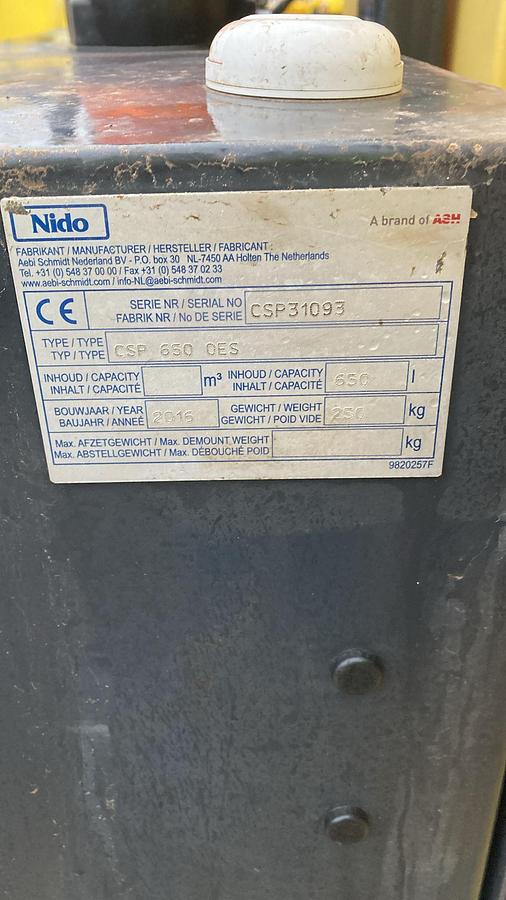 Nido
A brand of ASH
FABRIKANT / MANUFACTURER / HERSTELLER / FABRICANT :
Aebi Schmidt Nederland BV - P.O. box 30 NL-7450 AA Holten The Netherlands
Tel. +31 (0) 548 37 00 00 / Fax +31 (0) 548 37 02 33
www.aebi-schmidt.com / info-NL@aebi-schmidt.com
CE
SERIE NR / SERIAL NO
FABRIK NR / No DE SERIE
CSP31093
TYPE / TYPE
TYP / TYPE
CSP 650 OES
INHOUD / CAPACITY
INHALT / CAPACITÉ
m³
INHOUD / CAPACITY
INHALT / CAPACITÉ
650
l
BOUWJAAR / YEAR
BAUJAHR / ANNEÉ
2016
GEWICHT / WEIGHT
GEWICHT / POID VIDE
250
kg
Max. AFZETGEWICHT / Max. DEMOUNT WEIGHT
Max. ABSTELLGEWICHT / Max. DÉBOUCHÉ POID
kg
9820257F